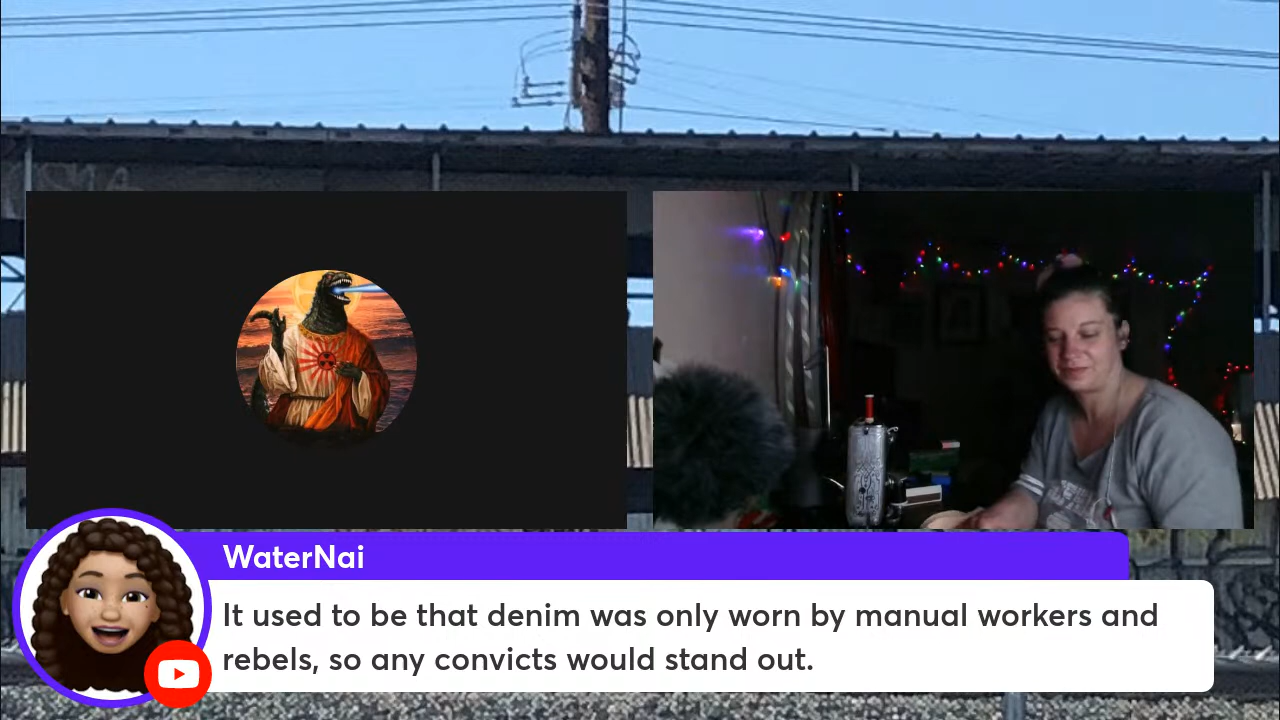 WaterNai
It used to be that denim was only worn by manual workers and
rebels, so any convicts would stand out.